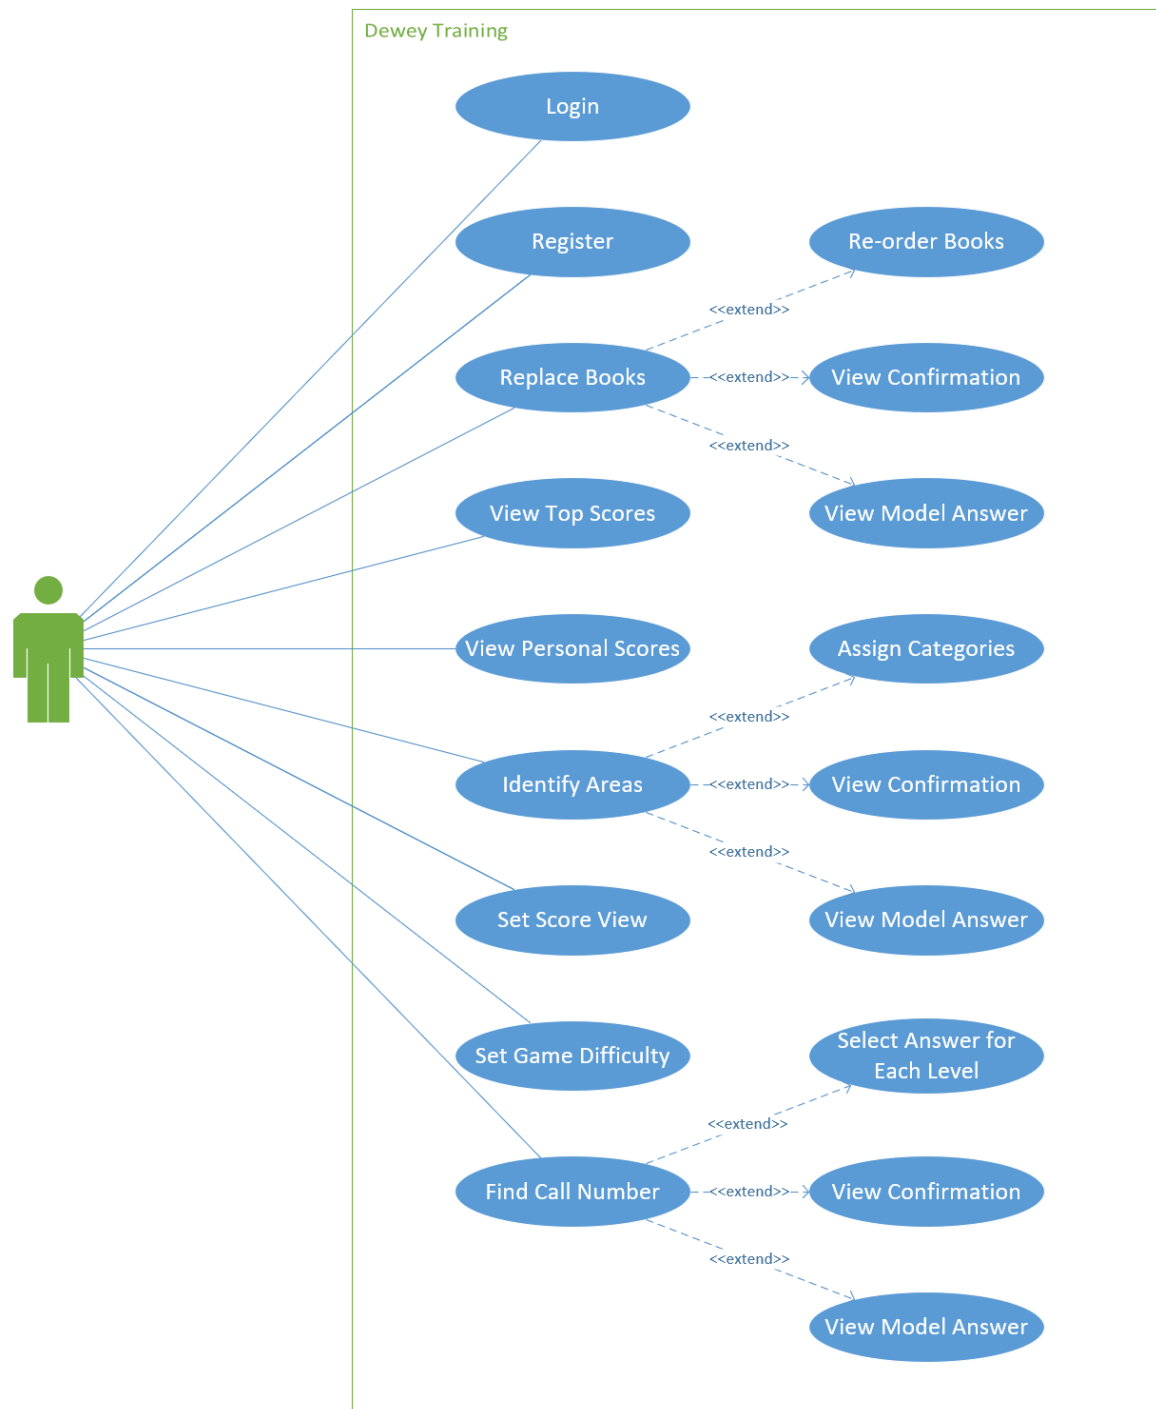 Dewey Training
Login
Register
Re-order Books
<<extend>>
Replace Books
<<extend>>
View Confirmation
<<extend>>
View Top Scores
View Model Answer
View Personal Scores
Assign Categories
<<extend>>
Identify Areas
<<extend>>
View Confirmation
<<extend>>
Set Score View
View Model Answer
Set Game Difficulty
Select Answer for
Each Level
<<extend>>
Find Call Number
<<extend>>
View Confirmation
<<extend>>
View Model Answer